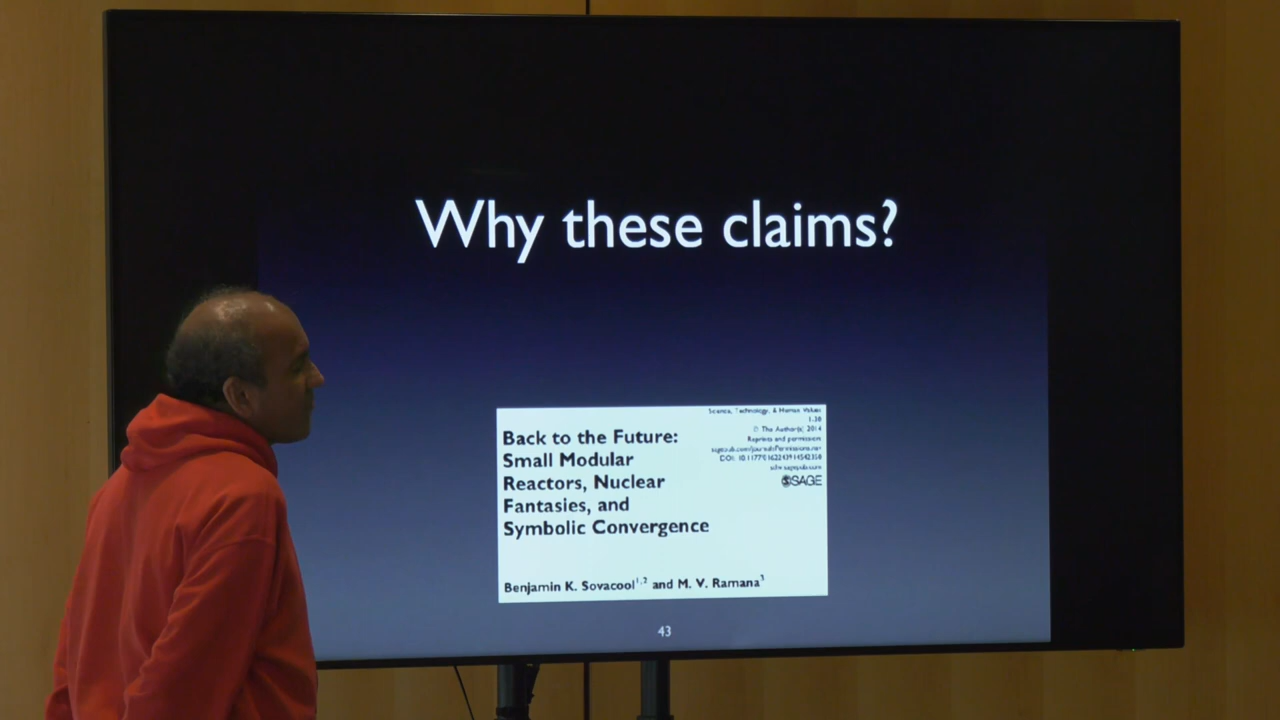 Why these claims?
Science, Technology, & Human Values
1-36
© The Author(s) 2014
Reprints and permission:
sagepub.com/journalsPermissions.nav
DOI: 10.1177/0162243914542350
sthv.sagepub.com
SAGE
Back to the Future:
Small Modular
Reactors, Nuclear
Fantasies, and
Symbolic Convergence
Benjamin K. Sovacool1,2 and M. V. Ramana3
43